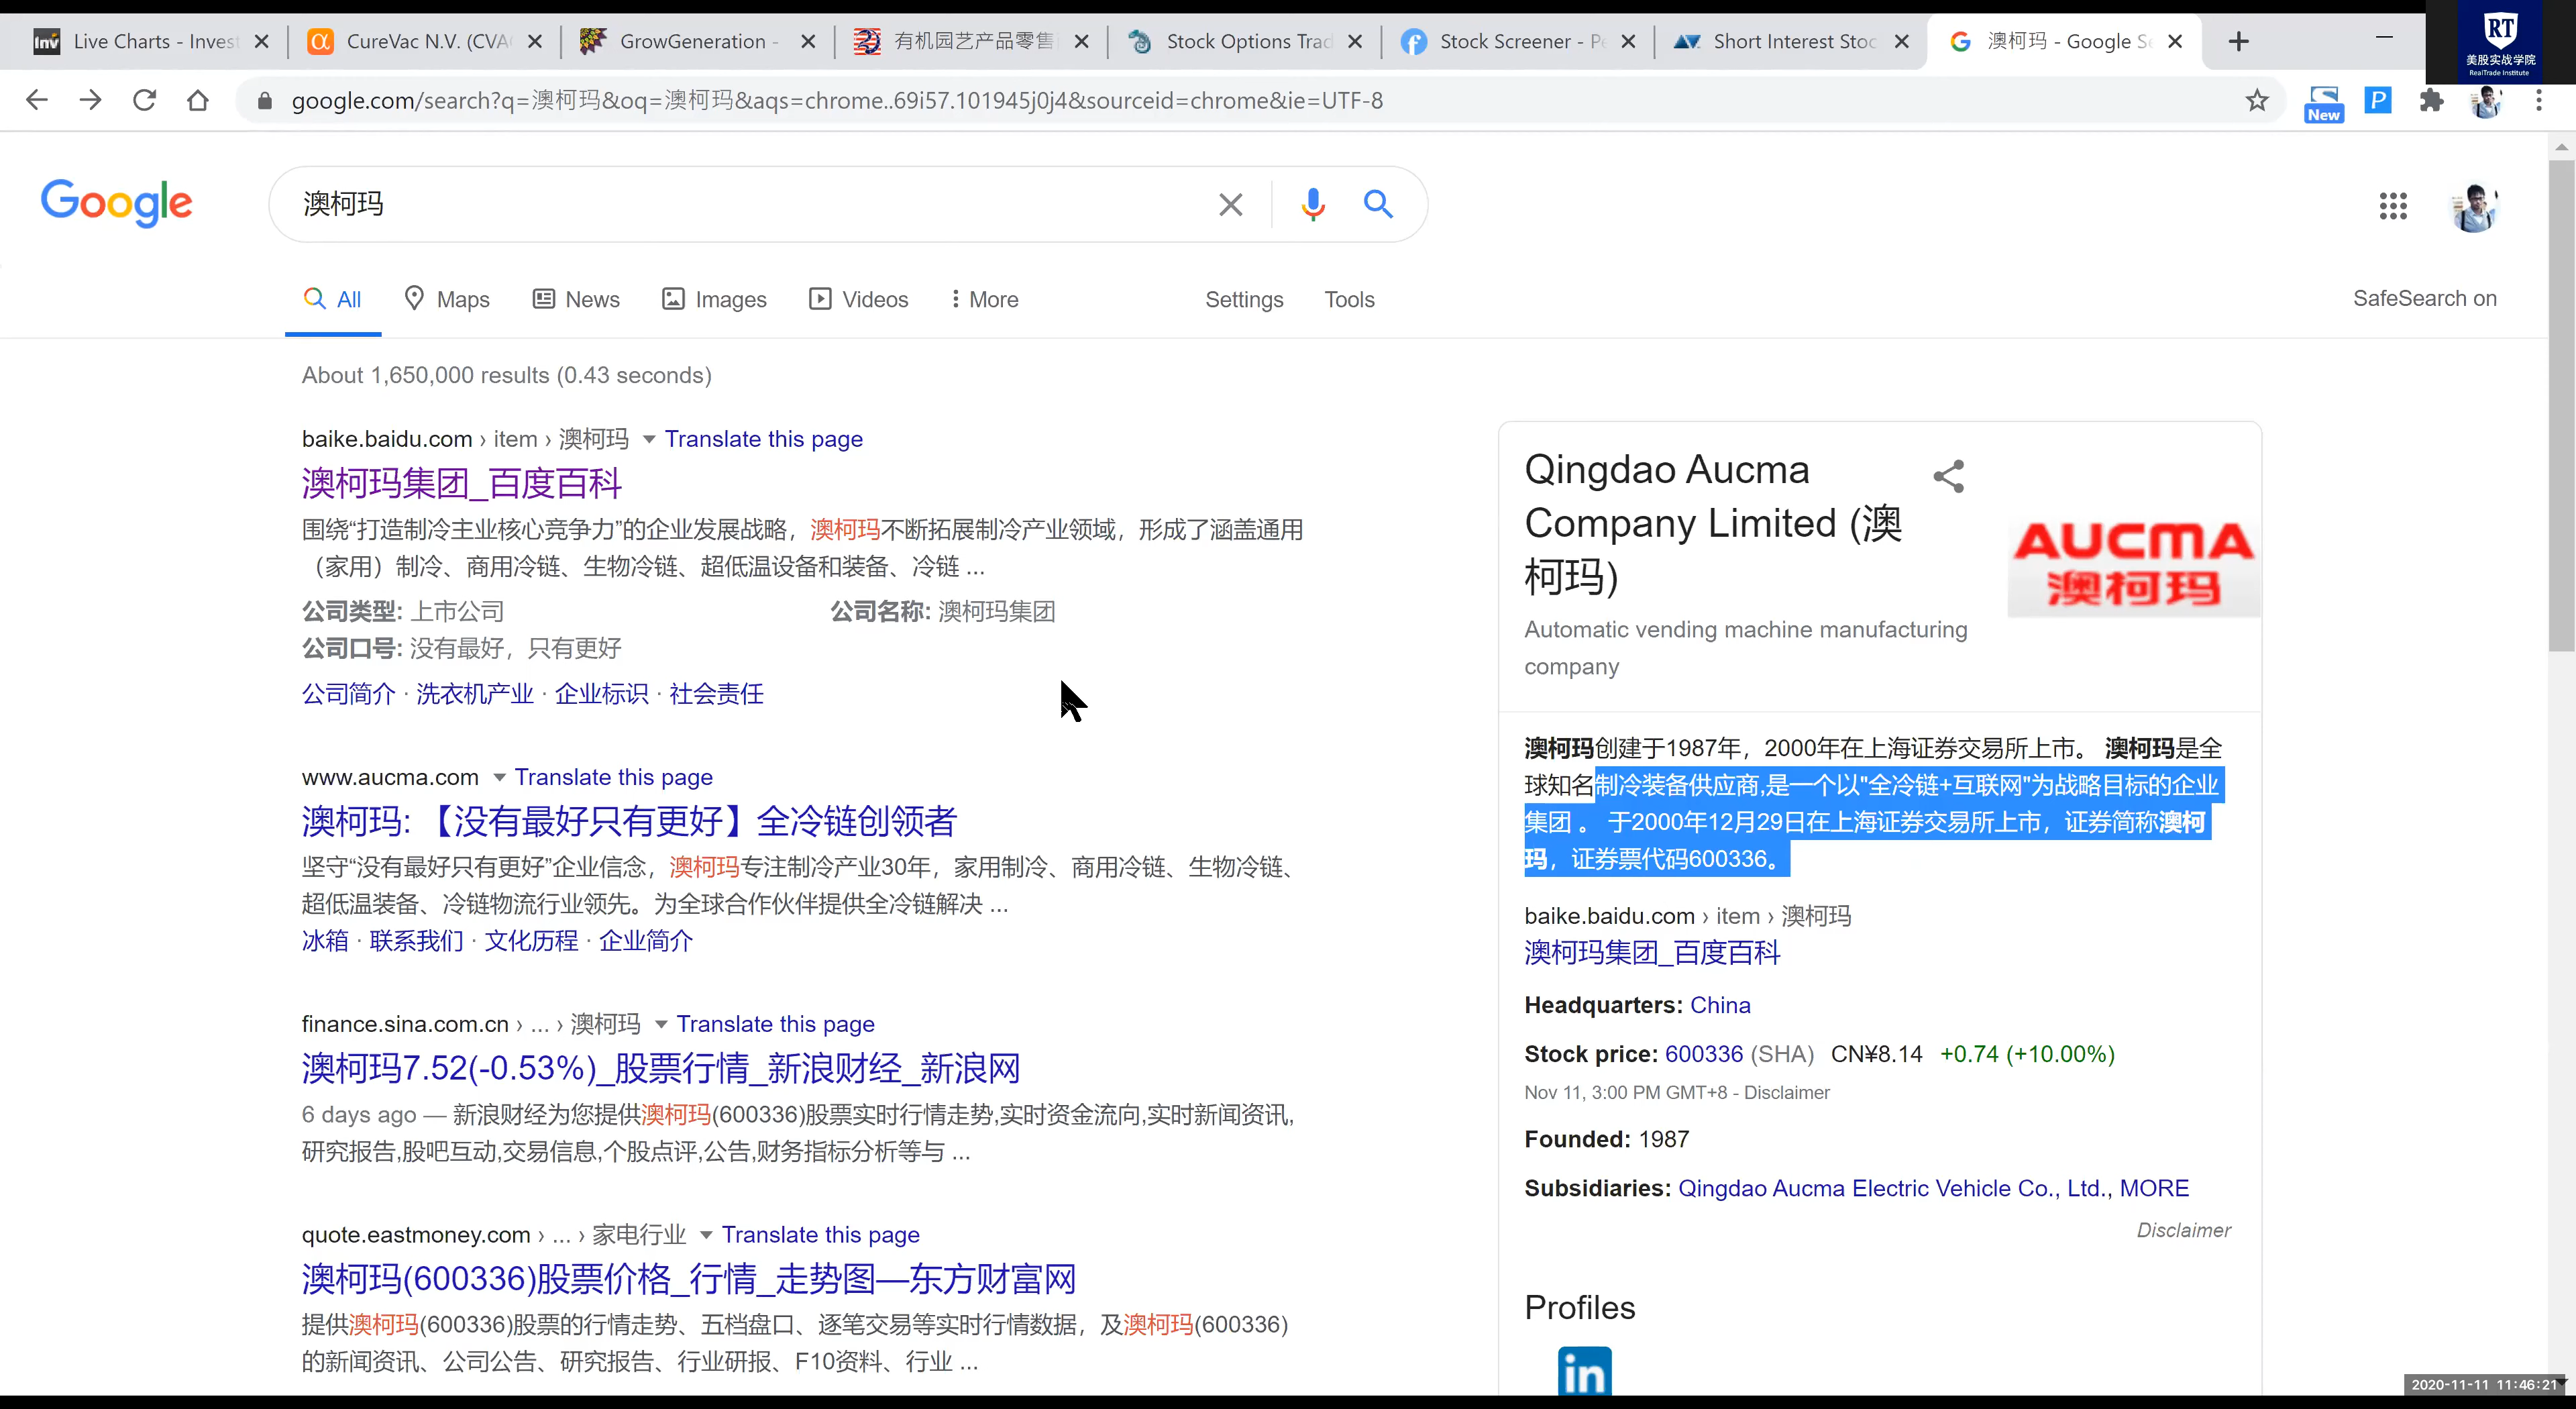 Live Charts - Invest
CureVac N.V. (CVA
GrowGeneration -
有机园艺产品零售
Stock Options Trad
Stock Screener - P
Short Interest Stoc
澳柯玛 - Google Se
RT
美股实战学院
RealTrade Institute
google.com/search?q=澳柯玛&oq=澳柯玛&aqs=chrome..69i57.101945j0j4&sourceid=chrome&ie=UTF-8
New
P
Google
澳柯玛
All
Maps
News
Images
Videos
More
Settings
Tools
SafeSearch on
About 1,650,000 results (0.43 seconds)
baike.baidu.com › item › 澳柯玛 Translate this page
澳柯玛集团_百度百科
围绕“打造制冷主业核心竞争力”的企业发展战略，澳柯玛不断拓展制冷产业领域，形成了涵盖通用
（家用）制冷、商用冷链、生物冷链、超低温设备和装备、冷链 ...
公司类型: 上市公司 公司名称: 澳柯玛集团
公司口号: 没有最好，只有更好
公司简介 · 洗衣机产业 · 企业标识 · 社会责任
www.aucma.com Translate this page
澳柯玛: 【没有最好只有更好】全冷链创领者
坚守“没有最好只有更好”企业信念，澳柯玛专注制冷产业30年，家用制冷、商用冷链、生物冷链、
超低温装备、冷链物流行业领先。为全球合作伙伴提供全冷链解决 ...
冰箱 · 联系我们 · 文化历程 · 企业简介
finance.sina.com.cn › ... › 澳柯玛 Translate this page
澳柯玛7.52(-0.53%)_股票行情_新浪财经_新浪网
6 days ago — 新浪财经为您提供澳柯玛(600336)股票实时行情走势,实时资金流向,实时新闻资讯,
研究报告,股吧互动,交易信息,个股点评,公告,财务指标分析等与 ...
quote.eastmoney.com › ... › 家电行业 Translate this page
澳柯玛(600336)股票价格_行情_走势图—东方财富网
提供澳柯玛(600336)股票的行情走势、五档盘口、逐笔交易等实时行情数据，及澳柯玛(600336)
的新闻资讯、公司公告、研究报告、行业研报、F10资料、行业 ...
Qingdao Aucma
Company Limited (澳
柯玛)
Automatic vending machine manufacturing
company
AUCMA
澳柯玛
澳柯玛创建于1987年，2000年在上海证券交易所上市。 澳柯玛是全
球知名制冷装备供应商,是一个以"全冷链+互联网"为战略目标的企业
集团 。 于2000年12月29日在上海证券交易所上市，证券简称澳柯
玛，证券票代码600336。
baike.baidu.com › item › 澳柯玛
澳柯玛集团_百度百科
Headquarters: China
Stock price: 600336 (SHA) CN¥8.14 +0.74 (+10.00%)
Nov 11, 3:00 PM GMT+8 - Disclaimer
Founded: 1987
Subsidiaries: Qingdao Aucma Electric Vehicle Co., Ltd., MORE
Disclaimer
Profiles
in
2020-11-11 11:46:21